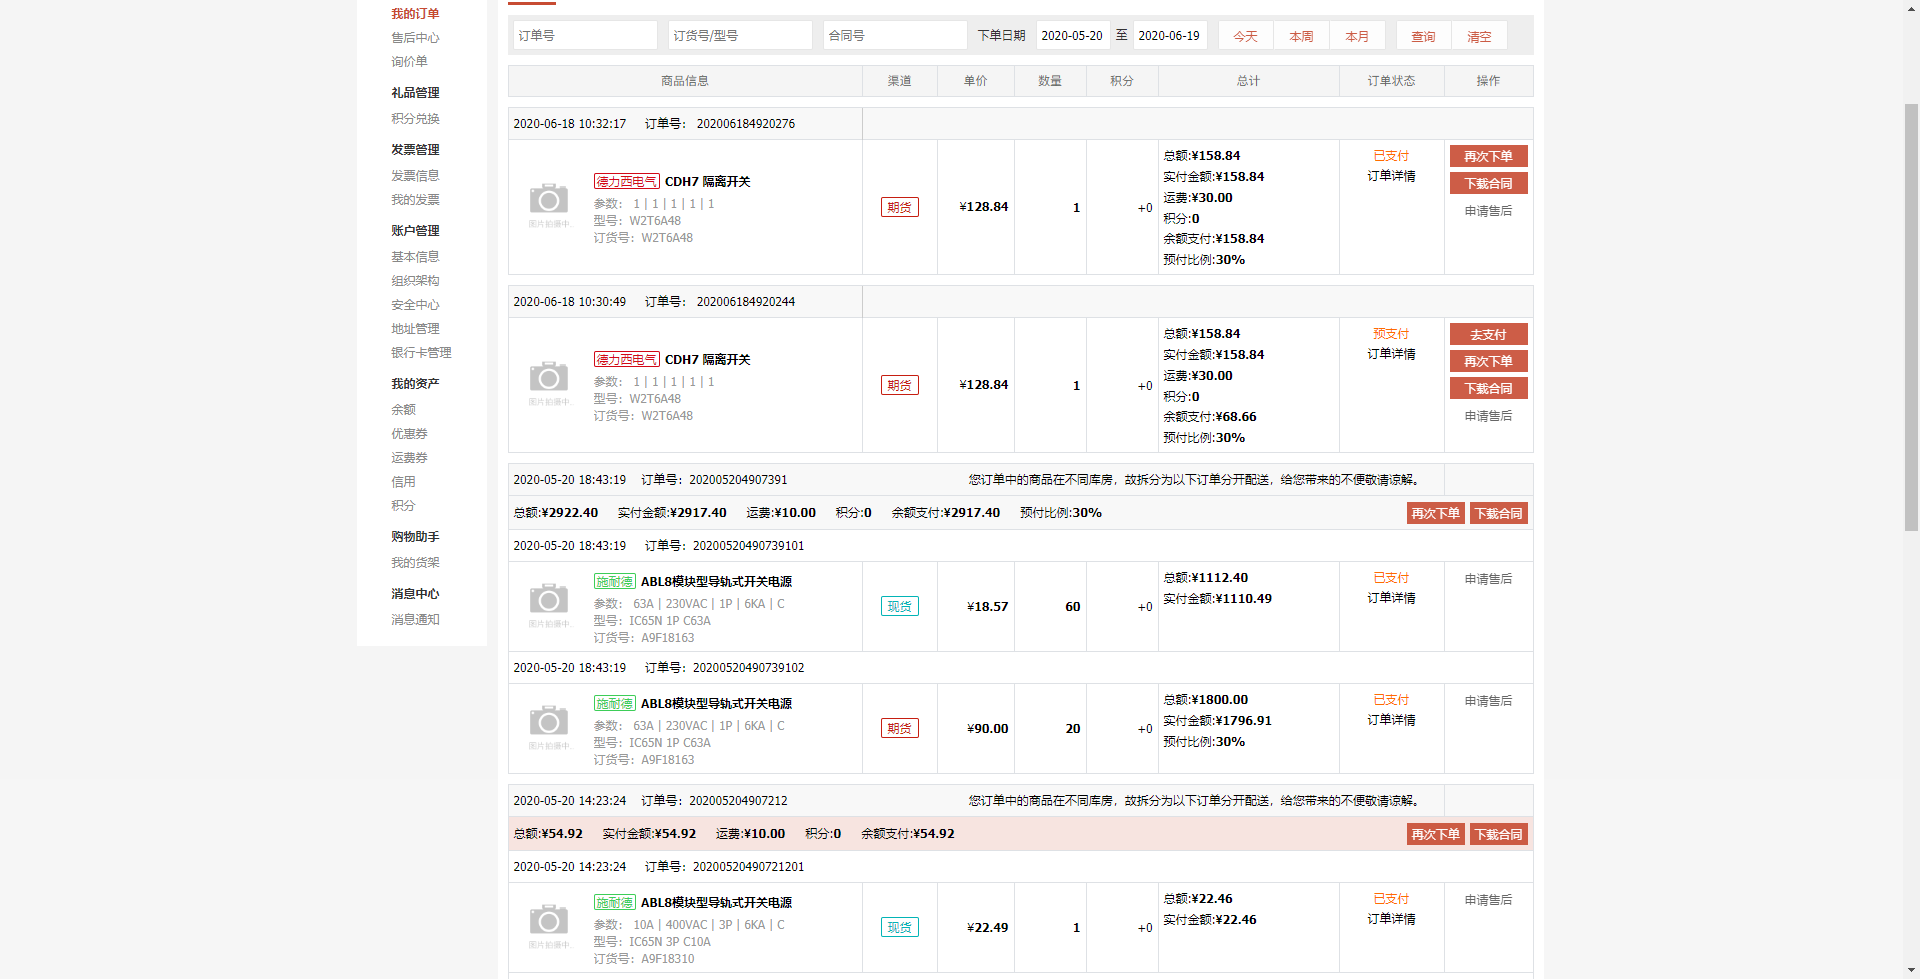 我的订单
售后中心
询价单
礼品管理
积分兑换
发票管理
发票信息
我的发票
账户管理
基本信息
组织架构
安全中心
地址管理
银行卡管理
我的资产
余额
优惠券
运费券
信用
积分
购物助手
我的货架
消息中心
消息通知
订单号 订货号/型号 合同号 下单日期 2020-05-20 至 2020-06-19 今天 本周 本月 查询 清空
商品信息 渠道 单价 数量 积分 总计 订单状态 操作
2020-06-18 10:32:17 订单号： 202006184920276
德力西电气 CDH7 隔离开关
参数： 1 | 1 | 1 | 1 | 1
型号：W2T6A48
订货号：W2T6A48
图片拍摄中.
期货
¥128.84
1
+0
总额:¥158.84
实付金额:¥158.84
运费:¥30.00
积分:0
余额支付:¥158.84
预付比例:30%
已支付
订单详情
再次下单
下载合同
申请售后
2020-06-18 10:30:49 订单号： 202006184920244
德力西电气 CDH7 隔离开关
参数： 1 | 1 | 1 | 1 | 1
型号：W2T6A48
订货号：W2T6A48
图片拍摄中.
期货
¥128.84
1
+0
总额:¥158.84
实付金额:¥158.84
运费:¥30.00
积分:0
余额支付:¥68.66
预付比例:30%
预支付
订单详情
去支付
再次下单
下载合同
申请售后
2020-05-20 18:43:19 订单号：202005204907391 您订单中的商品在不同库房，故拆分为以下订单分开配送，给您带来的不便敬请谅解。
总额:¥2922.40 实付金额:¥2917.40 运费:¥10.00 积分:0 余额支付:¥2917.40 预付比例:30% 再次下单 下载合同
2020-05-20 18:43:19 订单号：20200520490739101
施耐德 ABL8模块型导轨式开关电源
参数： 63A | 230VAC | 1P | 6KA | C
型号：IC65N 1P C63A
订货号：A9F18163
图片拍摄中.
现货
¥18.57
60
+0
总额:¥1112.40
实付金额:¥1110.49
已支付
订单详情
申请售后
2020-05-20 18:43:19 订单号：20200520490739102
施耐德 ABL8模块型导轨式开关电源
参数： 63A | 230VAC | 1P | 6KA | C
型号：IC65N 1P C63A
订货号：A9F18163
图片拍摄中.
期货
¥90.00
20
+0
总额:¥1800.00
实付金额:¥1796.91
预付比例:30%
已支付
订单详情
申请售后
2020-05-20 14:23:24 订单号：202005204907212 您订单中的商品在不同库房，故拆分为以下订单分开配送，给您带来的不便敬请谅解。
总额:¥54.92 实付金额:¥54.92 运费:¥10.00 积分:0 余额支付:¥54.92 再次下单 下载合同
2020-05-20 14:23:24 订单号：20200520490721201
施耐德 ABL8模块型导轨式开关电源
参数： 10A | 400VAC | 3P | 6KA | C
型号：IC65N 3P C10A
订货号：A9F18310
图片拍摄中.
现货
¥22.49
1
+0
总额:¥22.46
实付金额:¥22.46
已支付
订单详情
申请售后